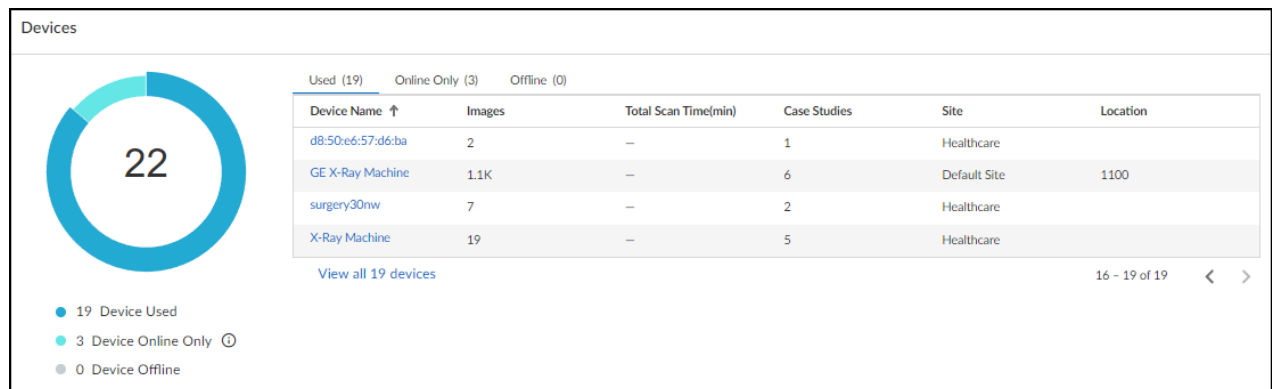 Devices
22
19 Device Used
3 Device Online Only
0 Device Offline
Used (19) Online Only (3) Offline (0)
Device Name ↑ Images Total Scan Time(min) Case Studies Site Location
d8:50:e6:57:d6:ba 2 — 1 Healthcare
GE X-Ray Machine 1.1K — 6 Default Site 1100
surgery30nw 7 — 2 Healthcare
X-Ray Machine 19 — 5 Healthcare
View all 19 devices 16 – 19 of 19 < >